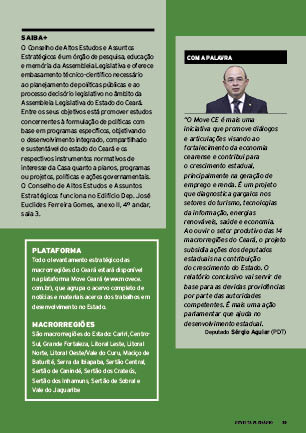 SAIBA+
O Conselho de Altos Estudos e Assuntos
Estratégicos é um órgão de pesquisa, educação
e memória da Assembleia Legislativa e oferece
embasamento técnico-científico necessário
ao planejamento de políticas públicas e ao
processo decisório legislativo no âmbito da
Assembleia Legislativa do Estado do Ceará.
Entre os seus objetivos está promover estudos
concernentes à formulação de políticas com
base em programas específicos, objetivando
o desenvolvimento integrado, compartilhado
e sustentável do estado do Ceará e os
respectivos instrumentos normativos de
interesse da Casa quanto a planos, programas
ou projetos, políticas e ações governamentais.
O Conselho de Altos Estudos e Assuntos
Estratégicos funciona no Edifício Dep. José
Euclides Ferreira Gomes, anexo II, 4º andar,
sala 3.
PLATAFORMA
Todo o levantamento estratégico das
macrorregiões do Ceará está disponível
na plataforma Move Ceará (www.movece.
com.br), que agrupa o acervo completo de
notícias e materiais acerca dos trabalhos em
desenvolvimento no Estado.
MACRORREGIÕES
São macrorregiões do Estado: Cariri, Centro-
Sul, Grande Fortaleza, Litoral Leste, Litoral
Norte, Litoral Oeste/Vale do Curu, Maciço de
Baturité, Serra da Ibiapaba, Sertão Central,
Sertão de Canindé, Sertão dos Crateús,
Sertão dos Inhamuns, Sertão de Sobral e
Vale do Jaguaribe
COM A PALAVRA
"O Move CE é mais uma
iniciativa que promove diálogos
e articulações visando ao
fortalecimento da economia
cearense e contribui para
o crescimento estadual,
principalmente na geração de
emprego e renda. É um projeto
que diagnostica gargalos nos
setores do turismo, tecnologias
da informação, energias
renováveis, saúde e economia.
Ao ouvir o setor produtivo das 14
macrorregiões do Ceará, o projeto
subsidia ações dos deputados
estaduais na contribuição
do crescimento do Estado. O
relatório conclusivo vai servir de
base para as devidas providências
por parte das autoridades
competentes. É mais uma ação
parlamentar que ajuda no
desenvolvimento estadual.
Deputado Sérgio Aguiar (PDT)
REVISTA PLENÁRIO